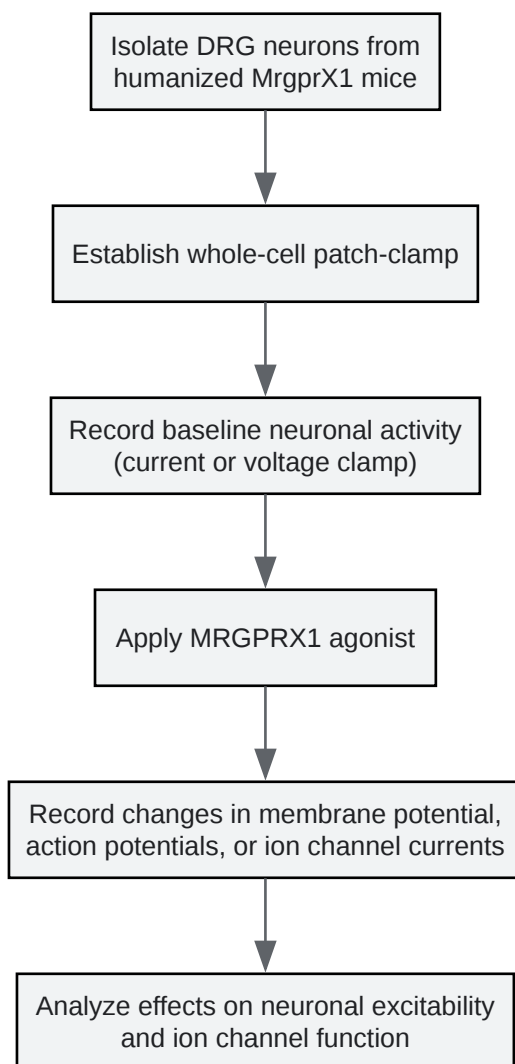 Isolate DRG neurons from
humanized MrgprX1 mice
Establish whole-cell patch-clamp
Record baseline neuronal activity
(current or voltage clamp)
Apply MRGPRX1 agonist
Record changes in membrane potential,
action potentials, or ion channel currents
Analyze effects on neuronal excitability
and ion channel function